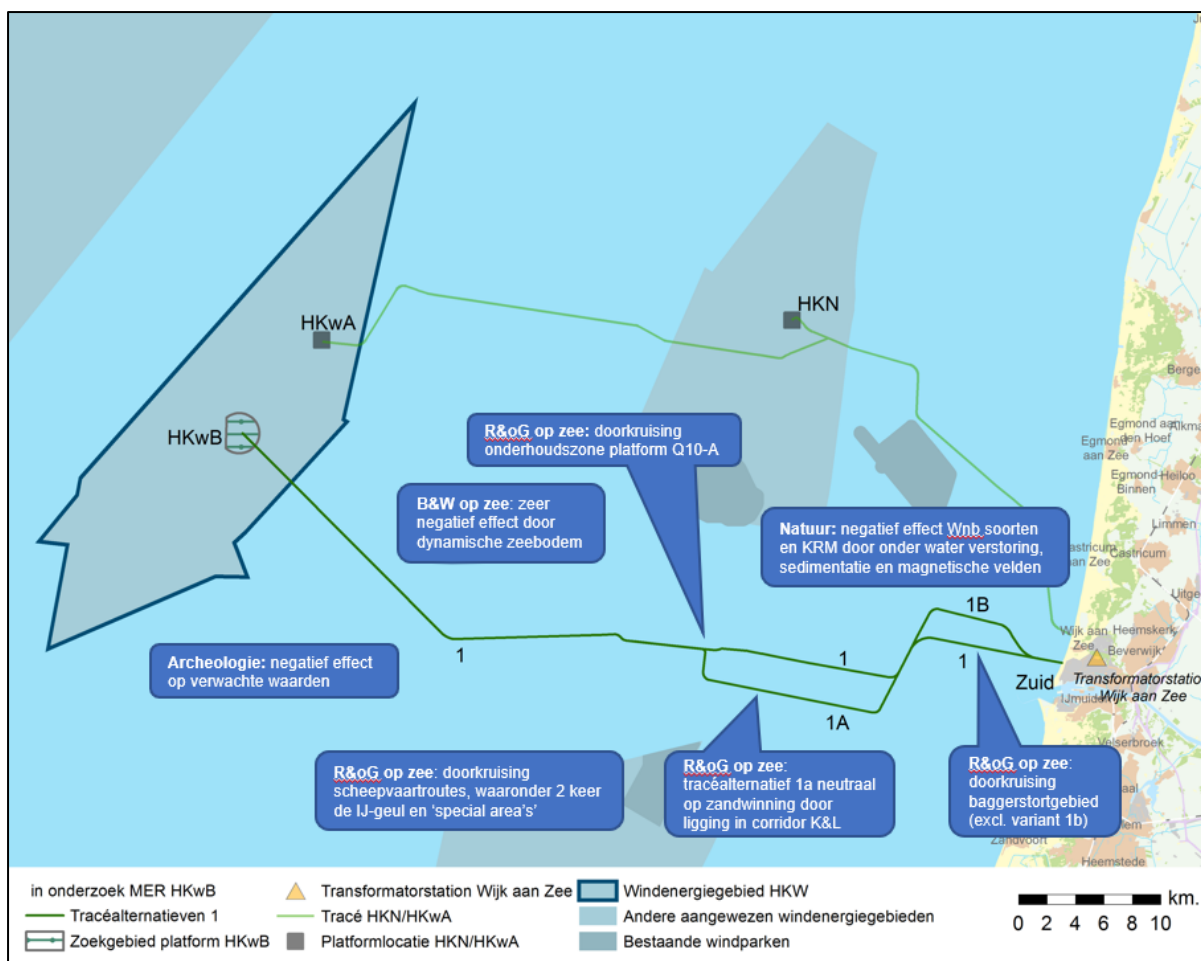 HKN
HKwA
HKwB
R&oG op zee: doorkruising
onderhoudszone platform Q10-A
B&W op zee: zeer
negatief effect door
dynamische zeebodem
Natuur: negatief effect Wnb soorten
en KRM door onder water verstoring,
sedimentatie en magnetische velden
Archeologie: negatief effect
op verwachte waarden
R&oG op zee: doorkruising
scheepvaartroutes, waaronder 2 keer
de IJ-geul en ‘special area’s’
R&oG op zee:
tracéalternatief 1a neutraal
op zandwinning door
ligging in corridor K&L
R&oG op zee:
doorkruising
baggerstortgebied
(excl. variant 1b)
1
1
1A
1B
1
Zuid
Berge
Egmond aan
den Hoef
Alkm
Egmond
aan Zee
Egmond-
Binnen
Heiloo
Limmen
Castricum
aan Zee
Castricum
Uitge
Wijk aan
Zee
Heemskerk
Beverwijk
Transformatorstation
Wijk aan Zee
IJmuiden
Velserbroek
Zandvoort
Heemstede
in onderzoek MER HKwB
Tracéalternatieven 1
Zoekgebied platform HKwB
Transformatorstation Wijk aan Zee
Tracé HKN/HKwA
Platformlocatie HKN/HKwA
Windenergiegebied HKW
Andere aangewezen windenergiegebieden
Bestaande windparken
km.
0 2 4 6 8 10